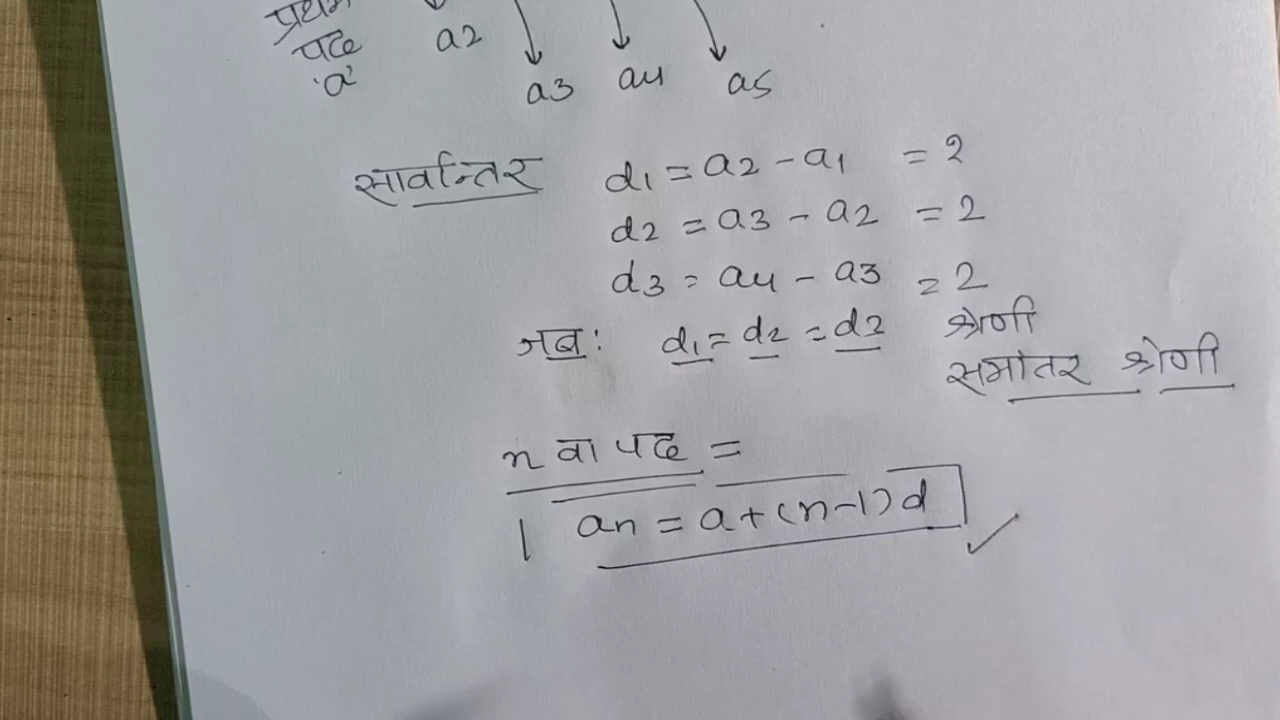 प्रथम
पद
'a'
a2
a3
a4
a5
सार्वान्तर d1 = a2 - a1 = 2
d2 = a3 - a2 = 2
d3 = a4 - a3 = 2
जब: d1 = d2 = d2 श्रेणी
समांतर श्रेणी
n वा पद =
an = a + (n-1) d ✓